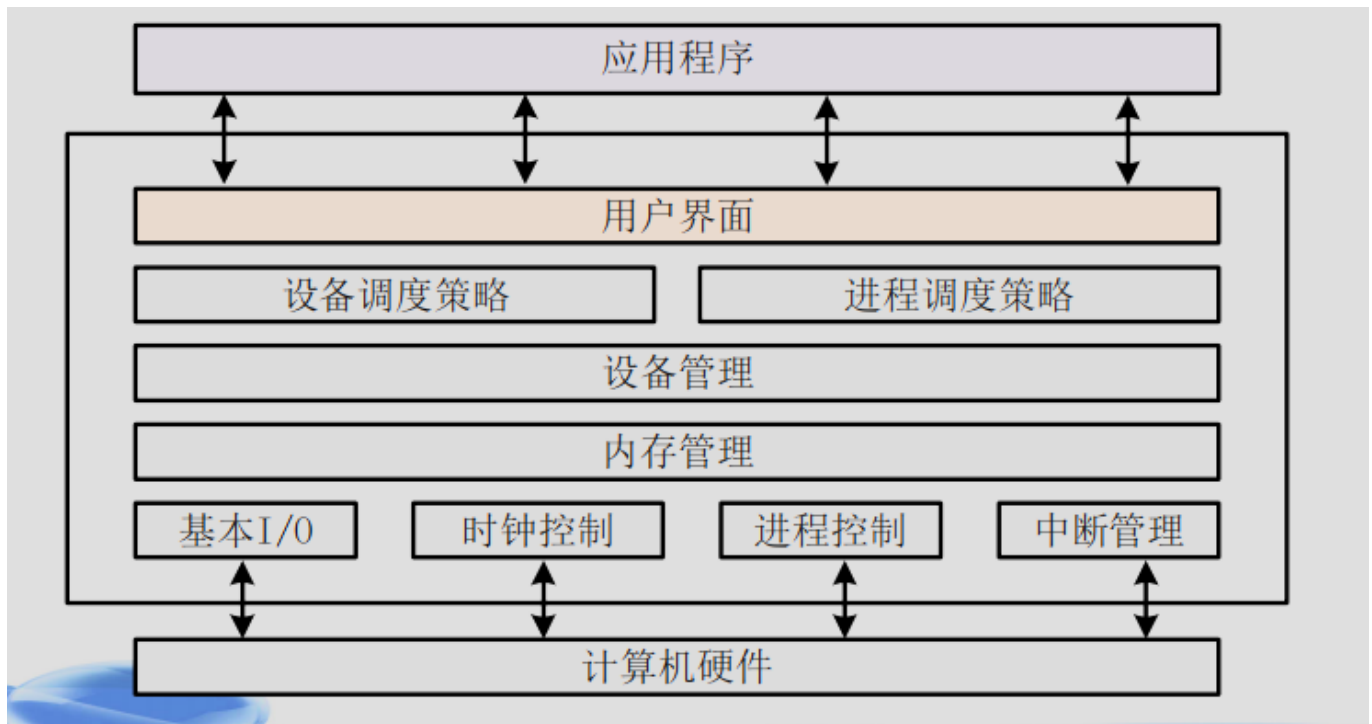 应用程序
用户界面
设备调度策略 进程调度策略
设备管理
内存管理
基本I/O 时钟控制 进程控制 中断管理
计算机硬件